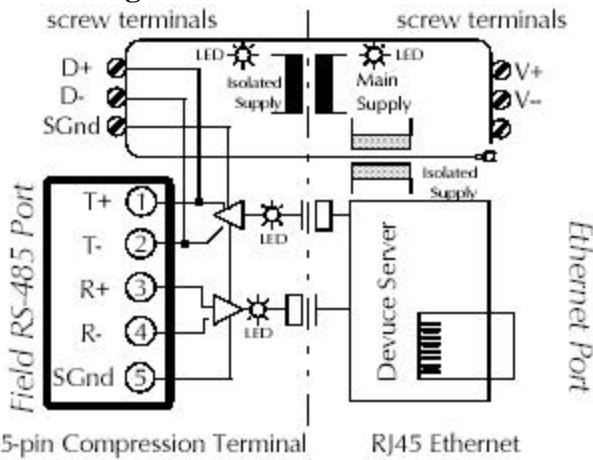 screw terminals
screw terminals
LED
LED
D+
D-
SGnd
Isolated
Supply
Main
Supply
V+
V-
Isolated
Supply
Field RS-485 Port
T+ 1
T- 2
R+ 3
R- 4
SGnd 5
LED
LED
Devuce Server
Ethernet Port
5-pin Compression Terminal
RJ45 Ethernet